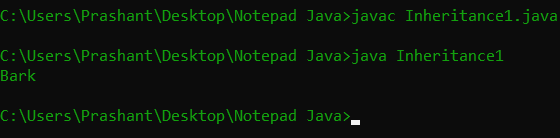 C:\Users\Prashant\Desktop\Notepad Java>javac Inheritance1.java
C:\Users\Prashant\Desktop\Notepad Java>java Inheritance1
Bark
C:\Users\Prashant\Desktop\Notepad Java>